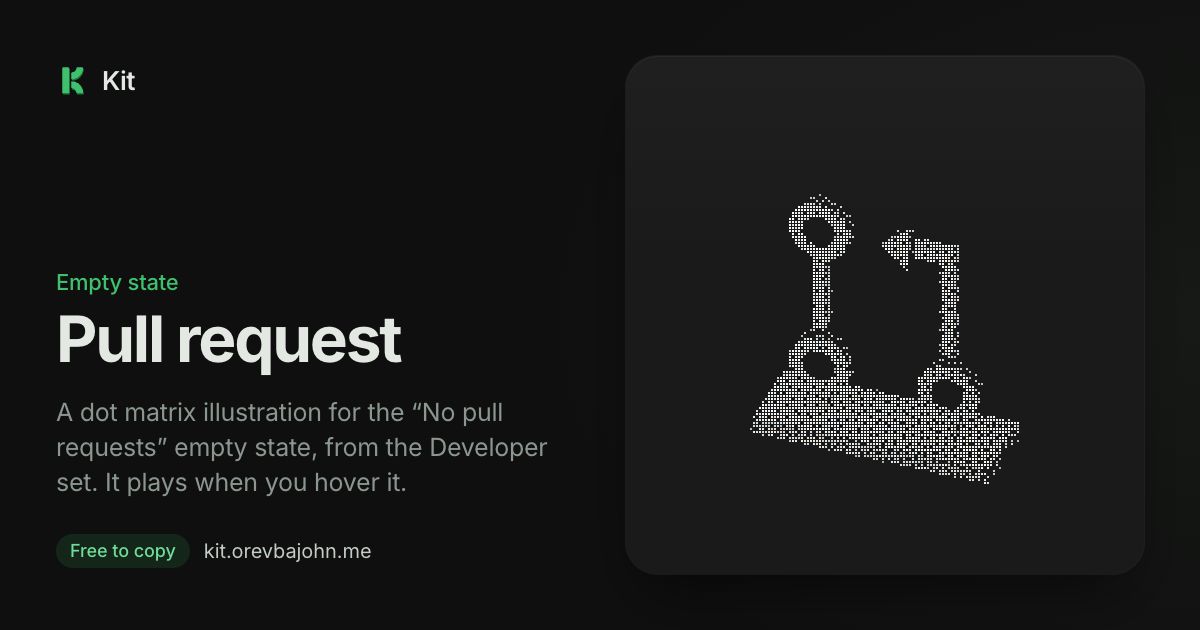 Kit
Empty state
Pull request
A dot matrix illustration for the “No pull
requests” empty state, from the Developer
set. It plays when you hover it.
Free to copy
kit.orevbajohn.me